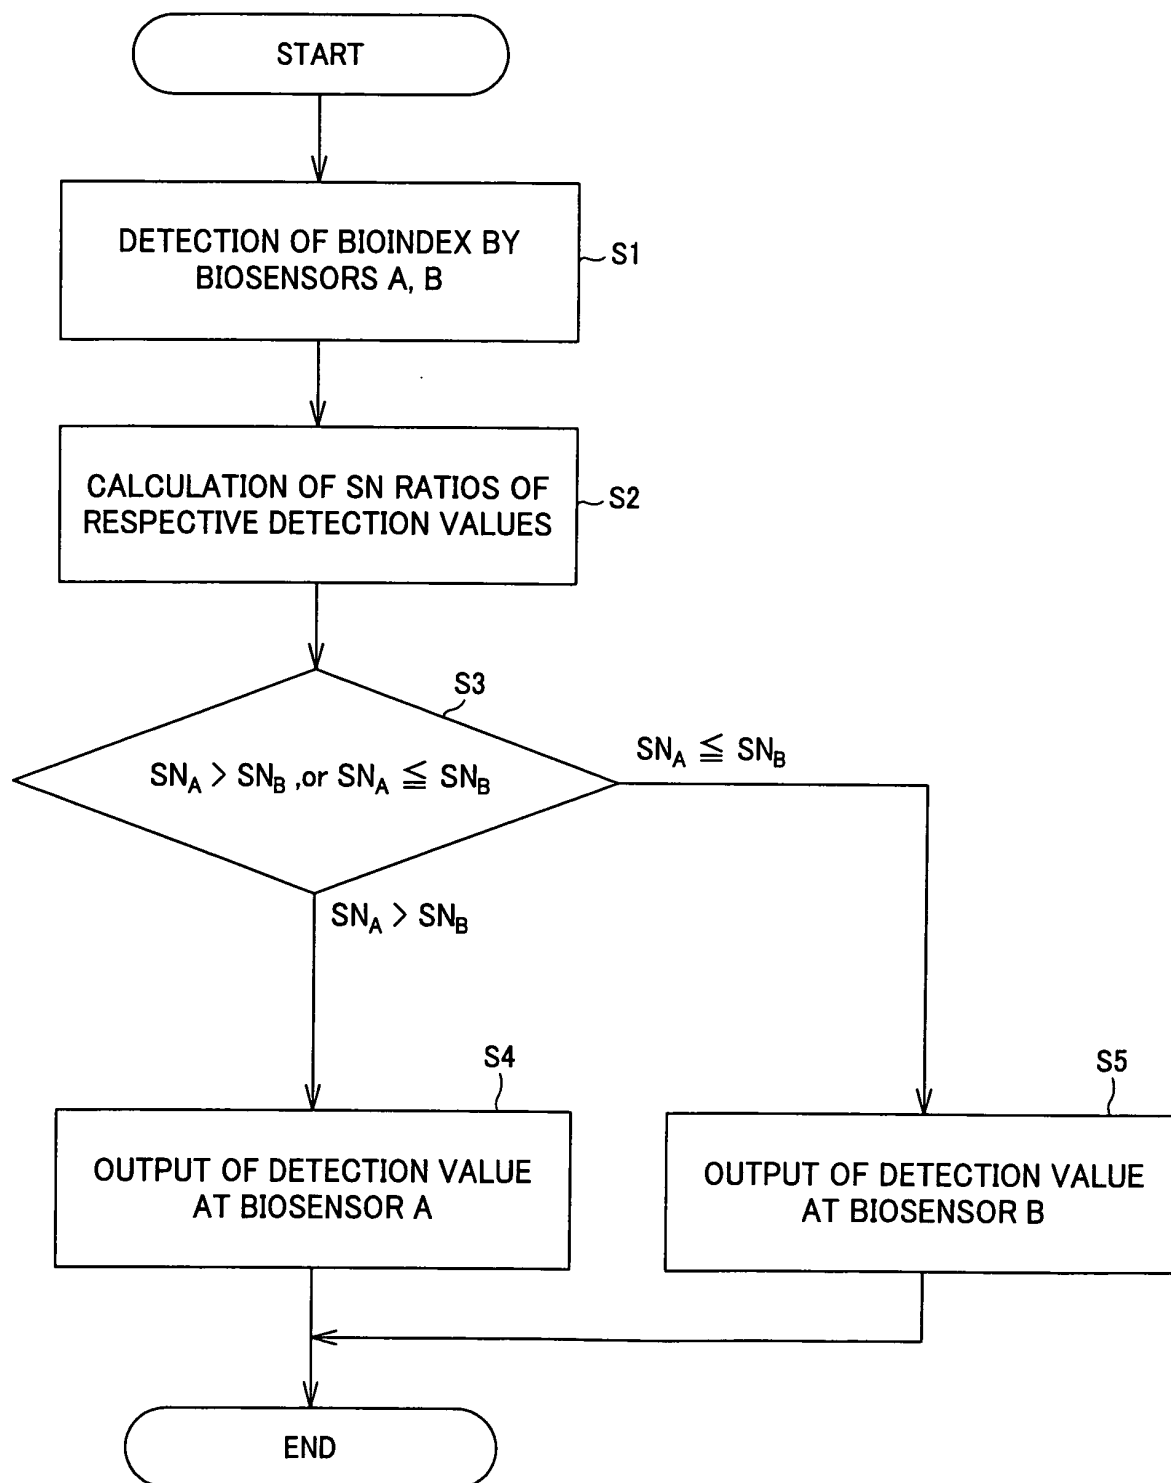 START
DETECTION OF BIOINDEX BY
BIOSENSORS A, B
S1
CALCULATION OF SN RATIOS OF
RESPECTIVE DETECTION VALUES
S2
S3
SN_A > SN_B ,or SN_A ≦ SN_B
SN_A ≦ SN_B
SN_A > SN_B
S4
OUTPUT OF DETECTION VALUE
AT BIOSENSOR A
S5
OUTPUT OF DETECTION VALUE
AT BIOSENSOR B
END